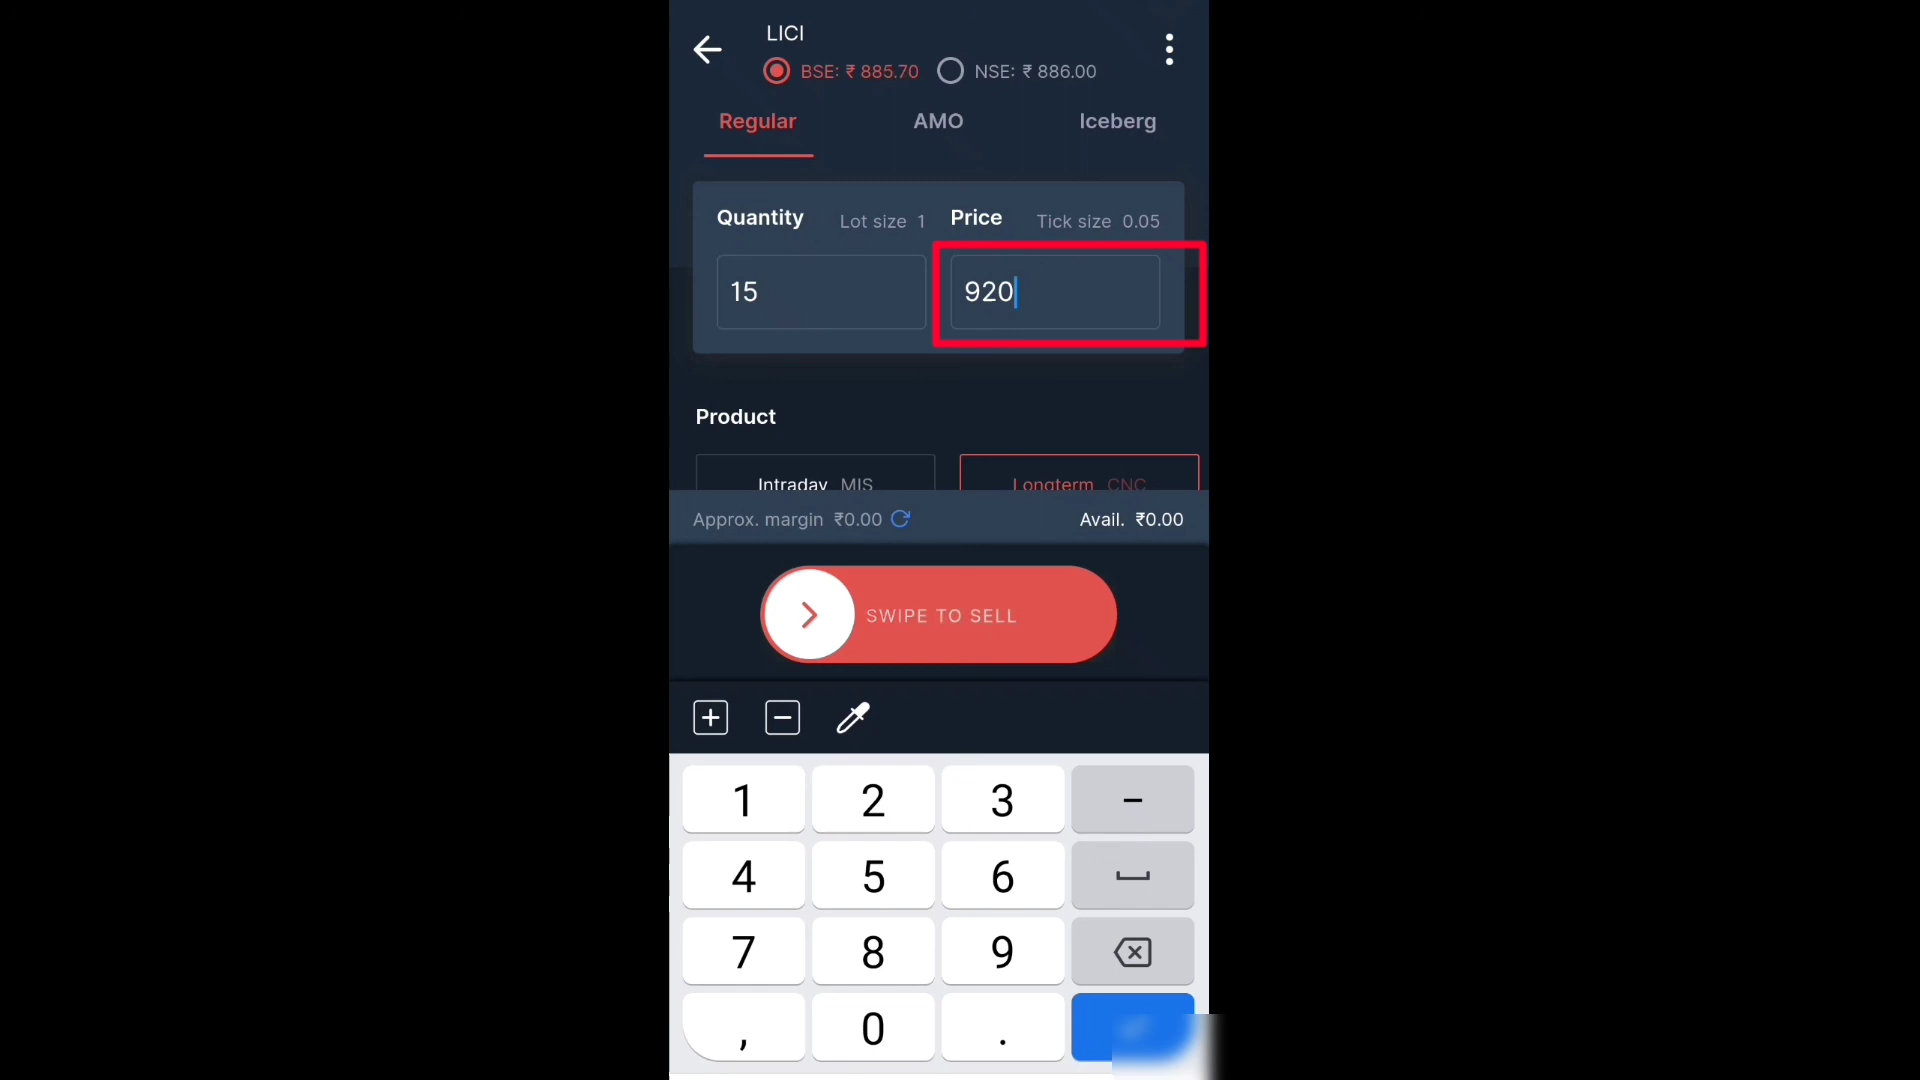 LICI
BSE: ₹ 885.70 NSE: ₹ 886.00
Regular AMO Iceberg
Quantity Lot size 1 Price Tick size 0.05
15 920
Product
Intraday MIS Longterm CNC
Approx. margin ₹0.00 Avail. ₹0.00
SWIPE TO SELL
1 2 3 −
4 5 6
7 8 9
, 0 .